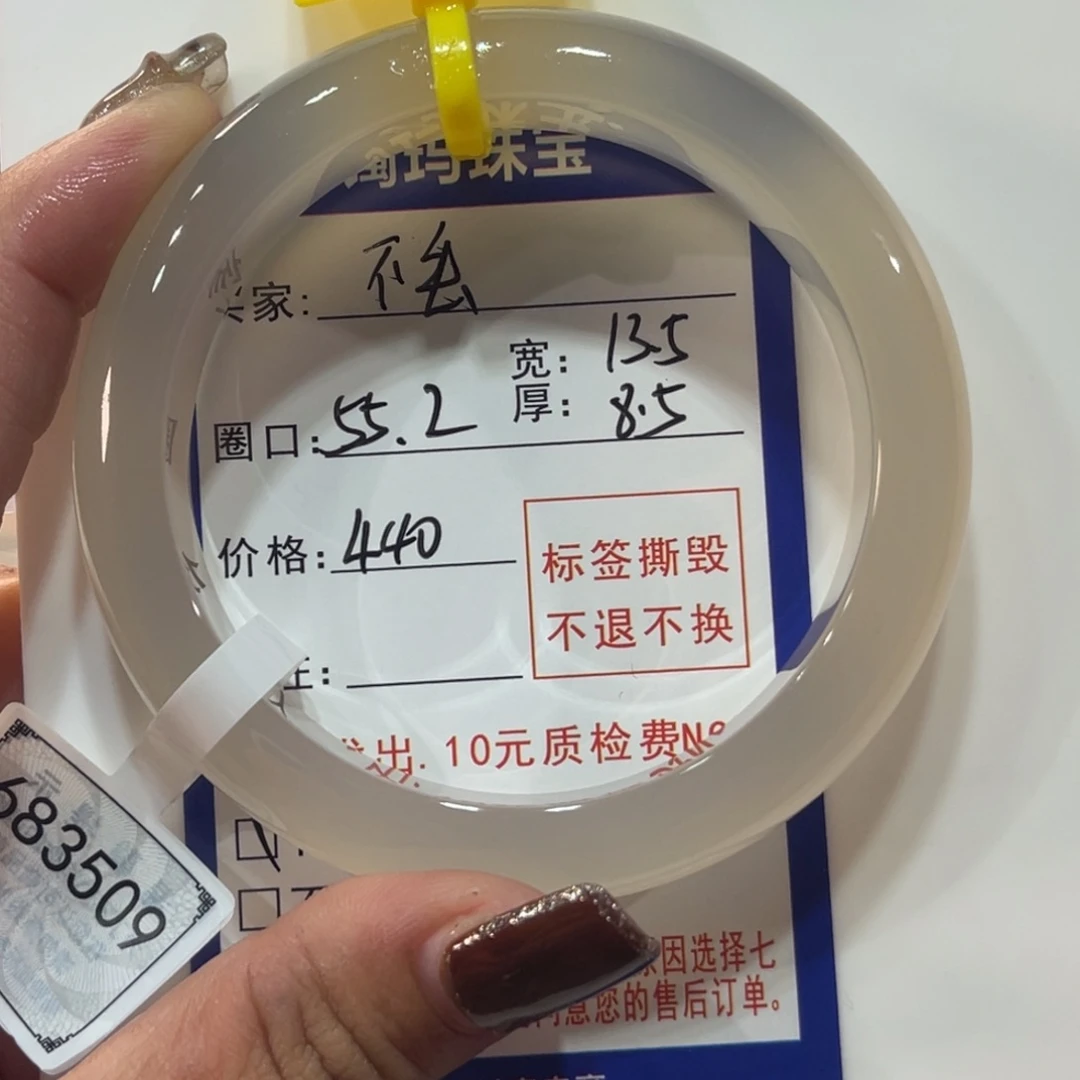 玛珠宝
家:
宽: 13.5
厚: 8.5
圈口: 55.2
价格: 440
标签撕毁
不退不换
出. 10元质检费
683509
因选择七
您的售后订单。